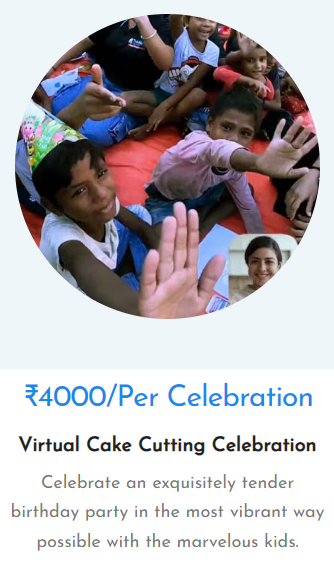 ₹4000/Per Celebration
Virtual Cake Cutting Celebration
Celebrate an exquisitely tender
birthday party in the most vibrant way
possible with the marvelous kids.